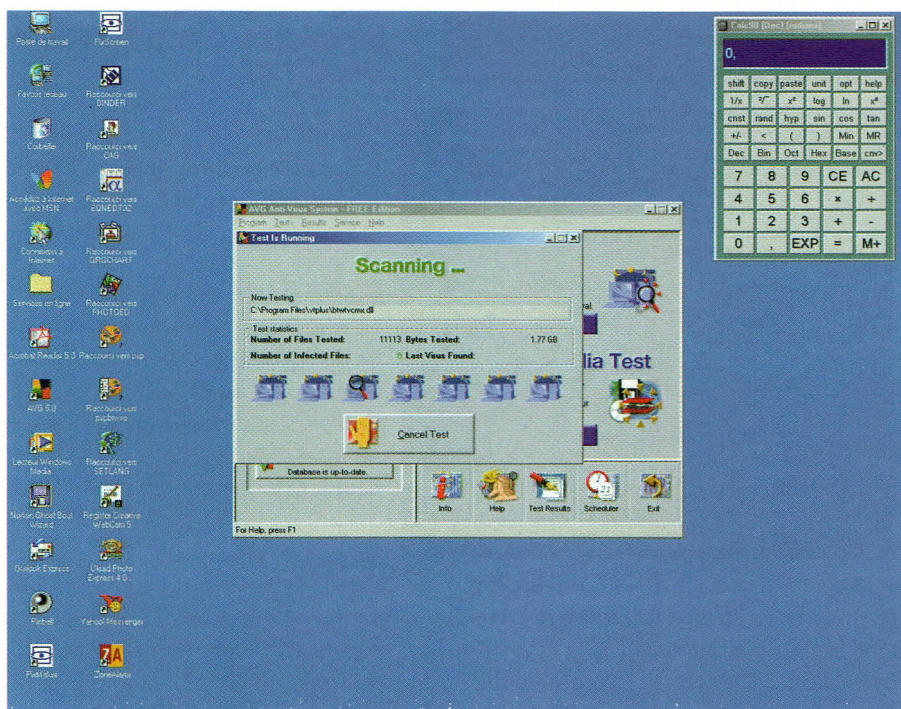 Poste de travail
PixScreen
Favoris réseau
Raccourci vers
BINDER
Corbeille
Raccourci vers
CAG
Accédez à Internet
avec MSN
Raccourci vers
EQNEDT32
Connexion à
Internet
Raccourci vers
ORGCHART
Services en ligne
Raccourci vers
PHOTOED
Acrobat Reader 5.0
Raccourci vers pvp
AVG 6.0
Raccourci vers
Lecteur Windows
Media
Raccourci vers
SETLANG
Norton Ghost Boot
Wizard
Register Creative
WebCam 5
Outlook Express
Ulead Photo
Express 4.0...
Pinball
Yahoo! Messenger
ZoneAlarm
AVG Anti Virus System - FREE Edition
Program Tests Results Service Help
Test Is Running
Scanning ...
Now Testing
C:\Program Files\vtplus\btwtvcmx.dll
Test statistics
Number of Files Tested: 11113 Bytes Tested: 1.77 GB
Number of Infected Files: 0 Last Virus Found:
Cancel Test
lia Test
Database is up-to-date.
Info Help Test Results Scheduler Exit
For Help, press F1
Calc98 [Dec]
0,
shift copy paste unit opt help
1/x ²√ x² log ln xª
cnst rand hyp sin cos tan
+/- < ( ) Min MR
Dec Bin Oct Hex Base cnv>
7 8 9 CE AC
4 5 6 × ÷
1 2 3 + -
0 , EXP = M+